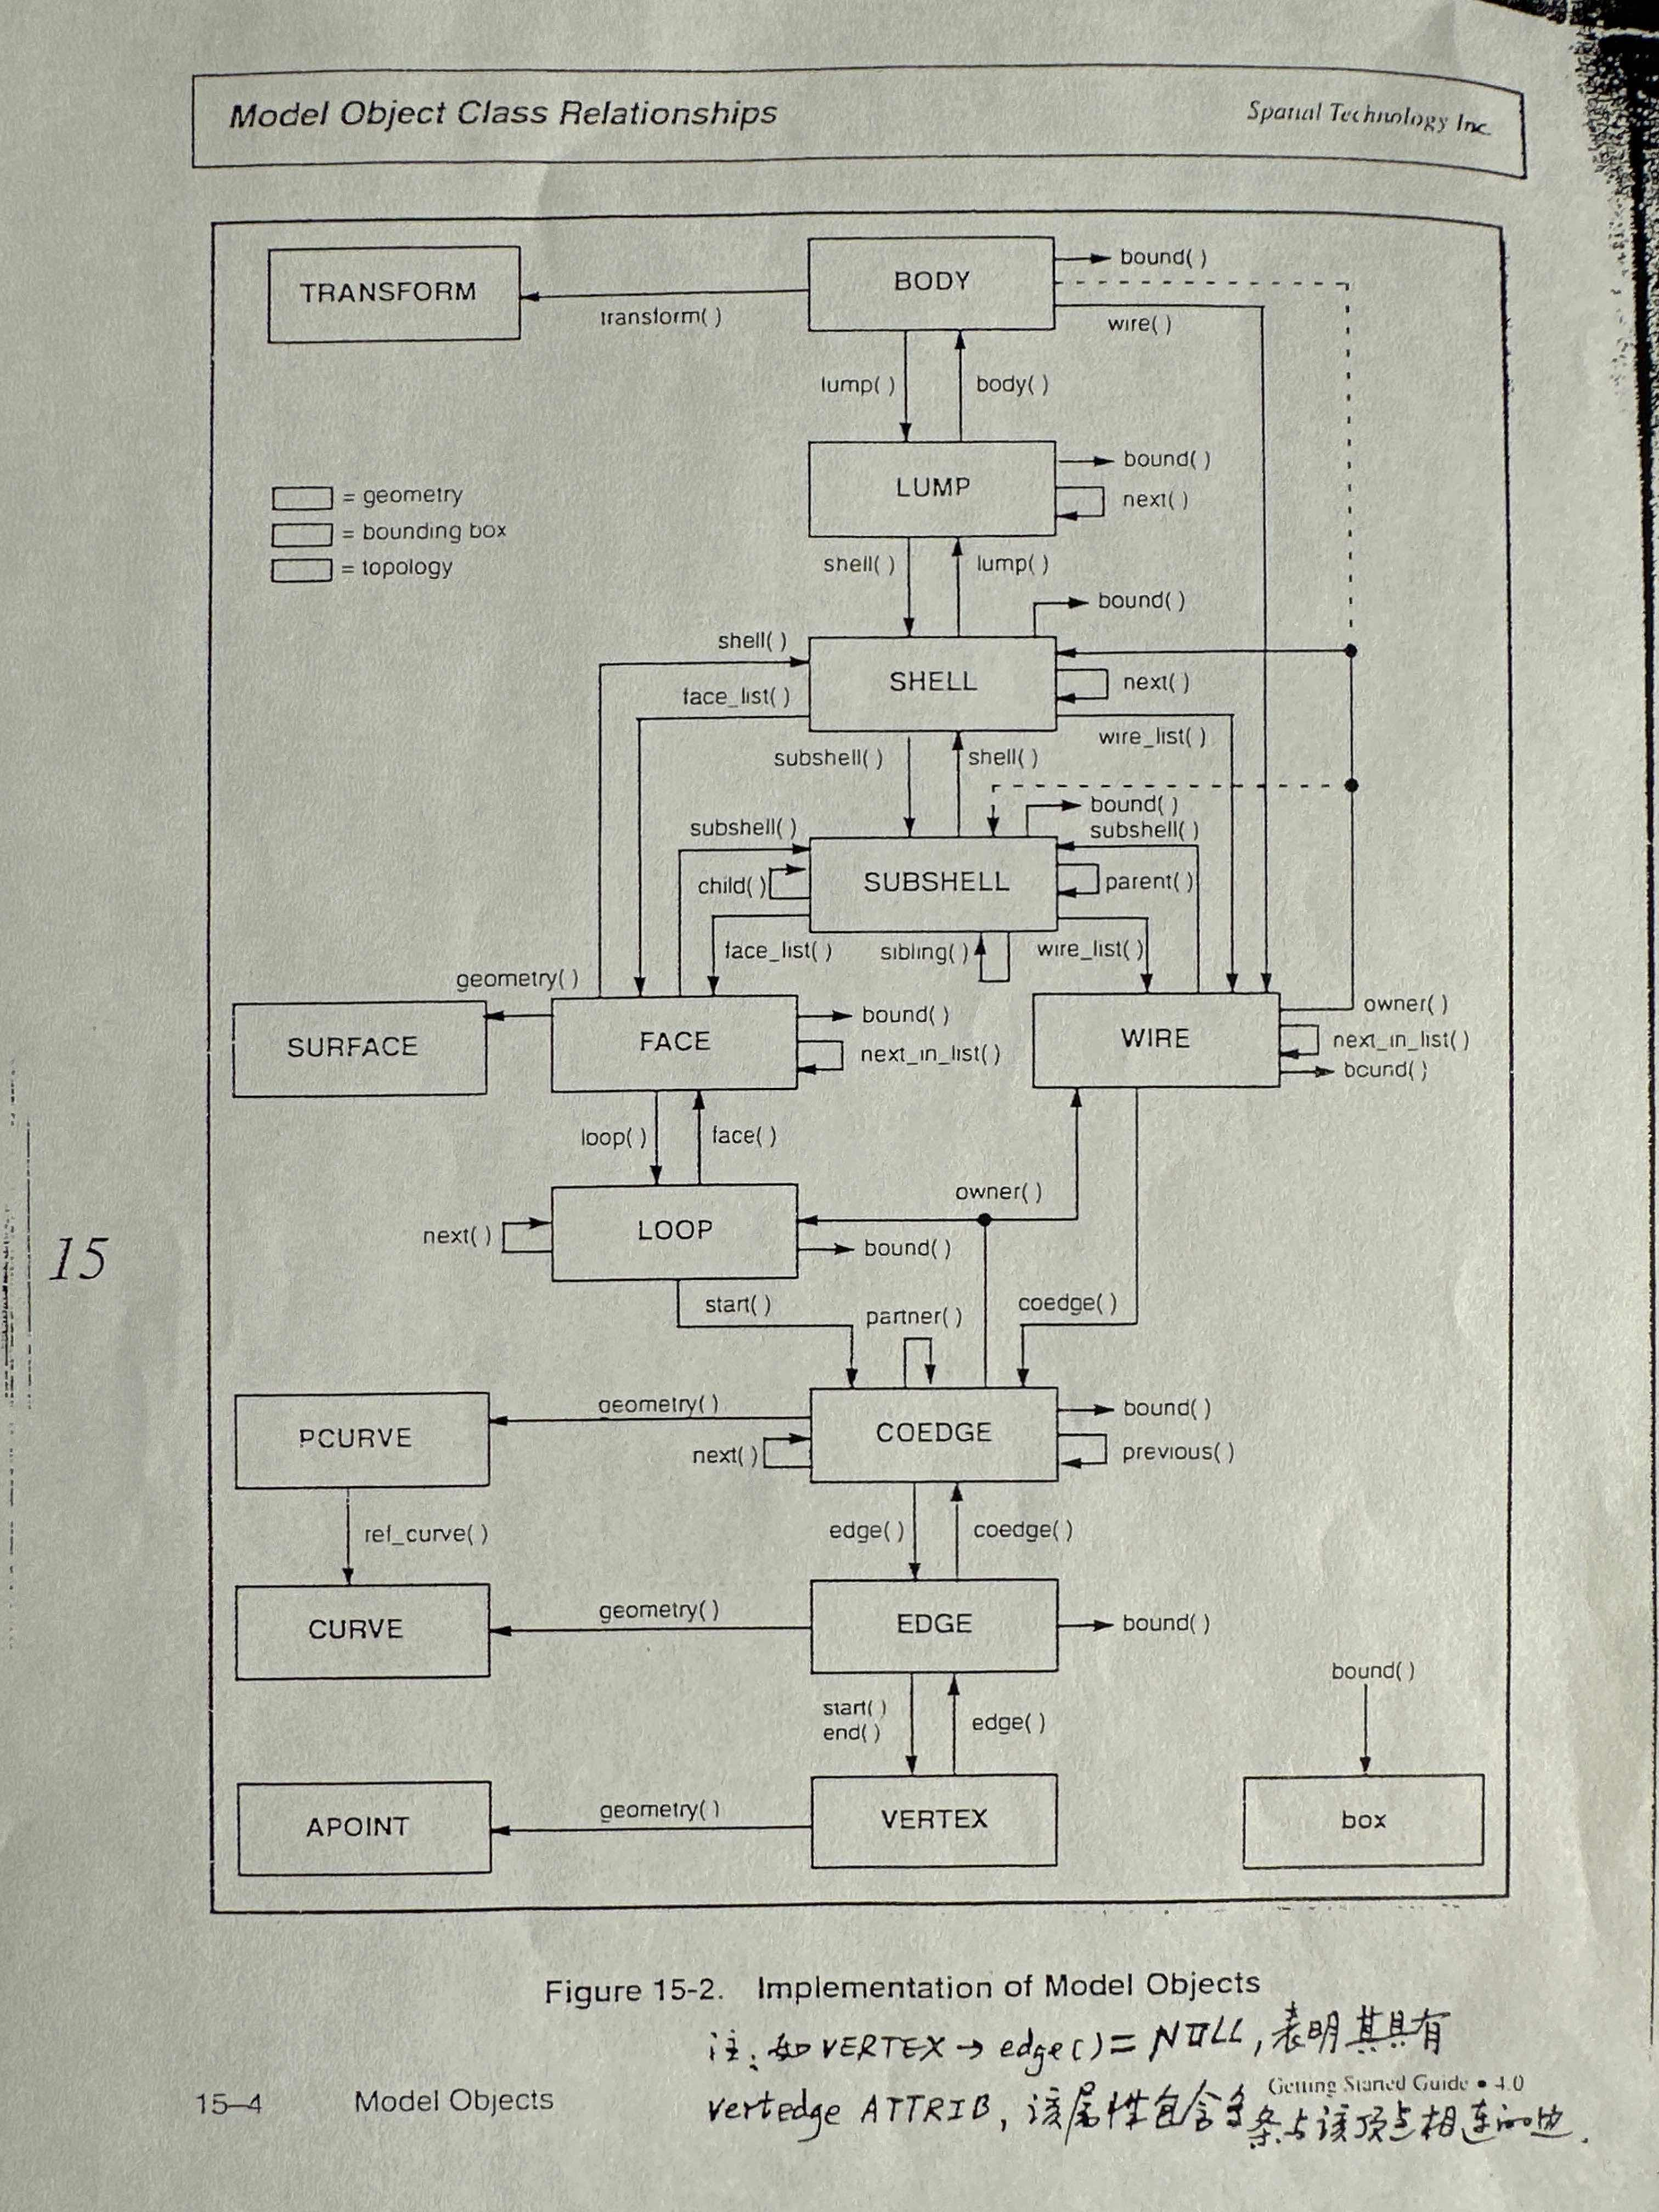 Model Object Class Relationships
Spatial Technology Inc.
TRANSFORM
BODY
bound( )
transform( )
wire( )
lump( )
body( )
LUMP
bound( )
next( )
= geometry
= bounding box
= topology
shell( )
lump( )
bound( )
shell( )
SHELL
next( )
face_list( )
wire_list( )
subshell( )
shell( )
bound( )
subshell( )
subshell( )
child( )
SUBSHELL
parent( )
face_list( )
sibling( )
wire_list( )
geometry( )
SURFACE
FACE
bound( )
next_in_list( )
WIRE
owner( )
next_in_list( )
bound( )
loop( )
face( )
owner( )
next( )
LOOP
bound( )
15
start( )
partner( )
coedge( )
PCURVE
geometry( )
next( )
COEDGE
bound( )
previous( )
ref_curve( )
edge( )
coedge( )
CURVE
geometry( )
EDGE
bound( )
start( )
end( )
edge( )
bound( )
APOINT
geometry( )
VERTEX
box
Figure 15-2. Implementation of Model Objects
注: 如 VERTEX → edge() = NULL, 表明其具有
vertedge ATTRIB, 该属性包含多条与该顶点相连的边.
15–4 Model Objects
Getting Started Guide • 4.0